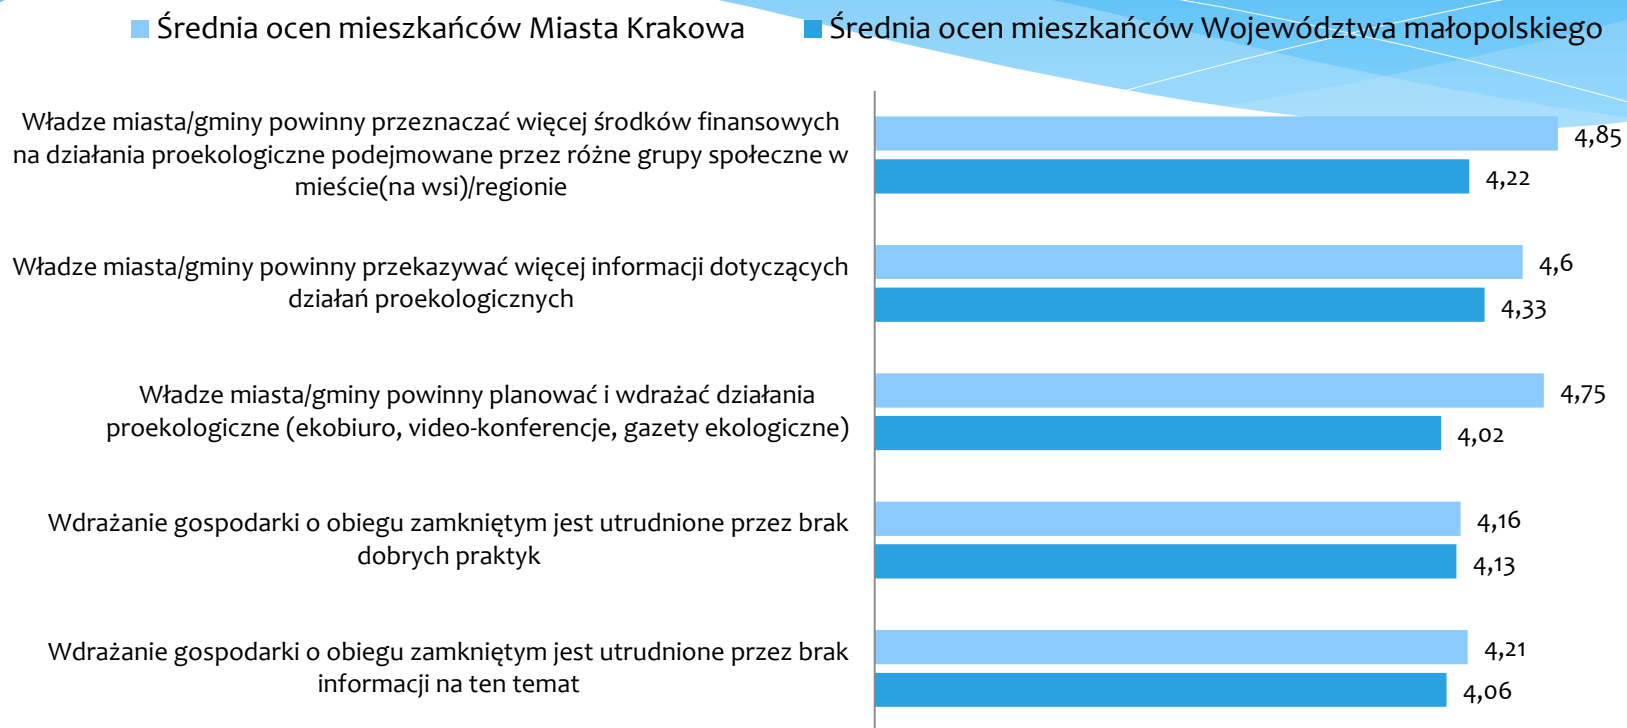 Średnia ocen mieszkańców Miasta Krakowa
Średnia ocen mieszkańców Województwa małopolskiego
Władze miasta/gminy powinny przeznaczać więcej środków finansowych
na działania proekologiczne podejmowane przez różne grupy społeczne w
mieście(na wsi)/regionie
4,85
4,22
Władze miasta/gminy powinny przekazywać więcej informacji dotyczących
działań proekologicznych
4,6
4,33
Władze miasta/gminy powinny planować i wdrażać działania
proekologiczne (ekobiuro, video-konferencje, gazety ekologiczne)
4,75
4,02
Wdrażanie gospodarki o obiegu zamkniętym jest utrudnione przez brak
dobrych praktyk
4,16
4,13
Wdrażanie gospodarki o obiegu zamkniętym jest utrudnione przez brak
informacji na ten temat
4,21
4,06